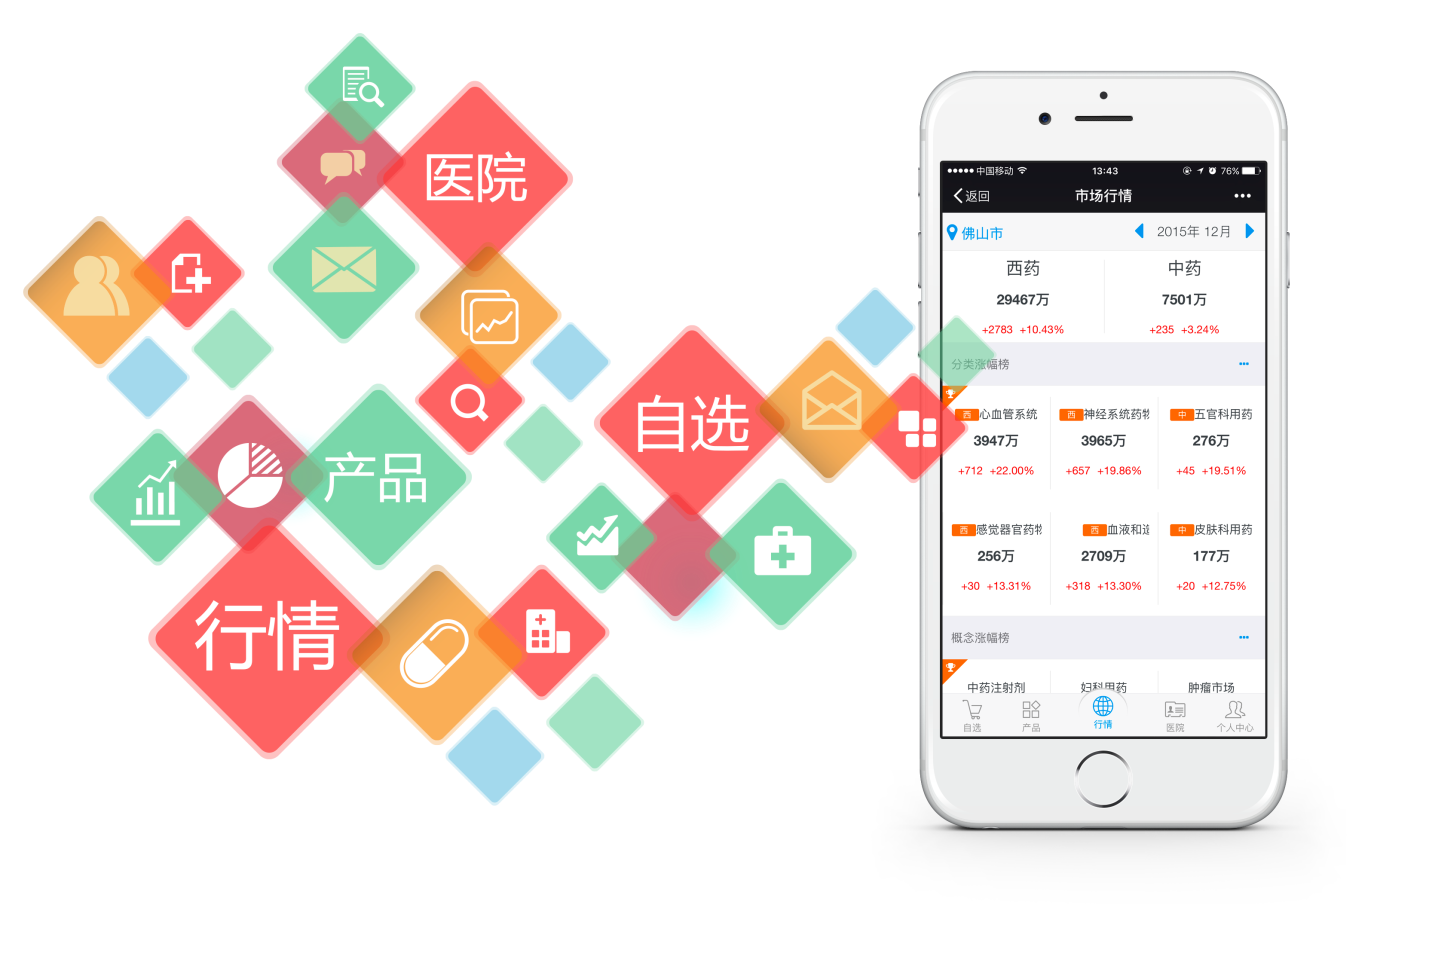 医院
自选
产品
行情
中国移动 13:43 76%
返回 市场行情
佛山市 2015年 12月
西药 中药
29467万 7501万
+2783 +10.43% +235 +3.24%
分类涨幅榜
西 心血管系统 西 神经系统药物 中 五官科用药
3947万 3965万 276万
+712 +22.00% +657 +19.86% +45 +19.51%
西 感觉器官药物 西 血液和造 中 皮肤科用药
256万 2709万 177万
+30 +13.31% +318 +13.30% +20 +12.75%
概念涨幅榜
中药注射剂 妇科用药 肿瘤市场
自选 产品 行情 医院 个人中心